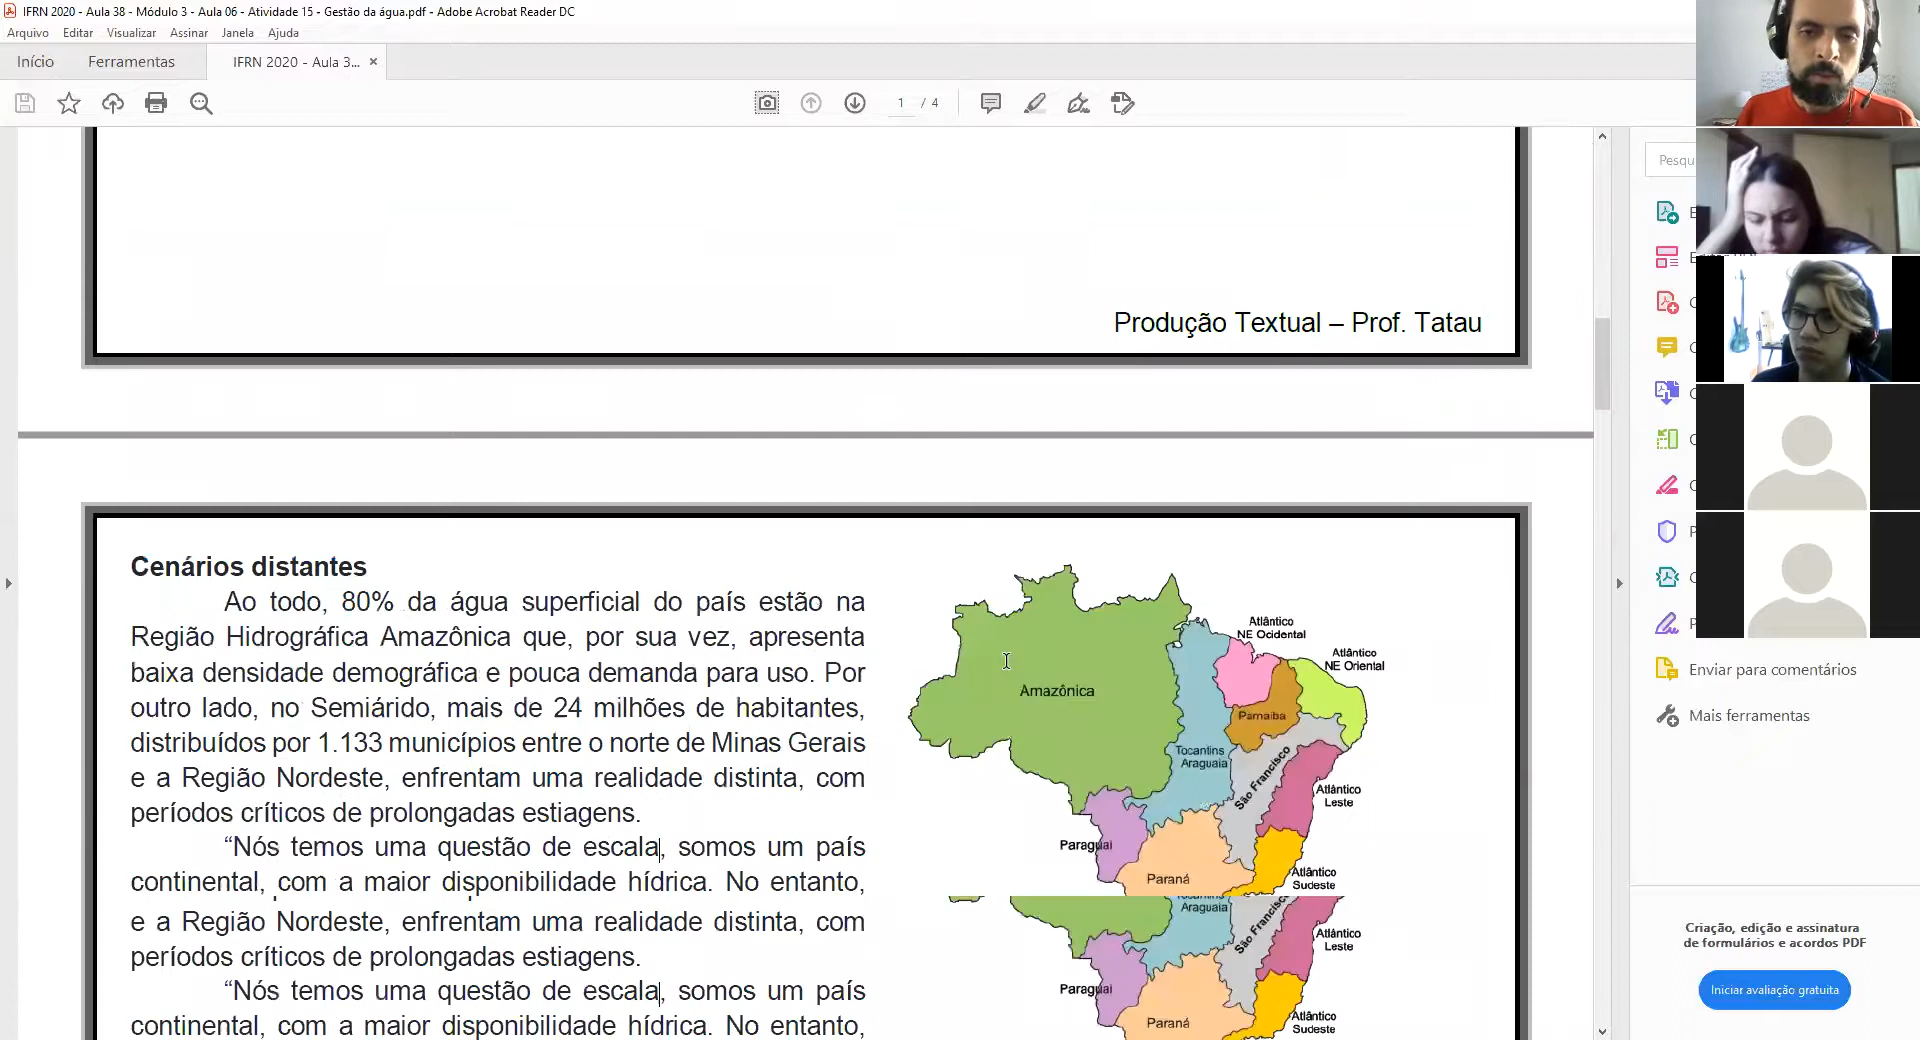 IFRN 2020 - Aula 38 - Módulo 3 - Aula 06 - Atividade 15 - Gestão da água.pdf - Adobe Acrobat Reader DC
Arquivo Editar Visualizar Assinar Janela Ajuda
Início Ferramentas IFRN 2020 - Aula 3...
1 / 4
Pesqu
Produção Textual – Prof. Tatau
Cenários distantes
Ao todo, 80% da água superficial do país estão na
Região Hidrográfica Amazônica que, por sua vez, apresenta
baixa densidade demográfica e pouca demanda para uso. Por
outro lado, no Semiárido, mais de 24 milhões de habitantes,
distribuídos por 1.133 municípios entre o norte de Minas Gerais
e a Região Nordeste, enfrentam uma realidade distinta, com
períodos críticos de prolongadas estiagens.
“Nós temos uma questão de escala, somos um país
continental, com a maior disponibilidade hídrica. No entanto,
e a Região Nordeste, enfrentam uma realidade distinta, com
períodos críticos de prolongadas estiagens.
“Nós temos uma questão de escala, somos um país
continental, com a maior disponibilidade hídrica. No entanto,
Atlântico
NE Ocidental
Atlântico
NE Oriental
Amazônica
Parnaíba
Tocantins
Araguaia
São Francisco
Atlântico
Leste
Paraguai
Paraná
Atlântico
Sudeste
Araguaia
São Francisco
Atlântico
Leste
Paraguai
Paraná
Atlântico
Sudeste
Enviar para comentários
Mais ferramentas
Criação, edição e assinatura
de formulários e acordos PDF
Iniciar avaliação gratuita